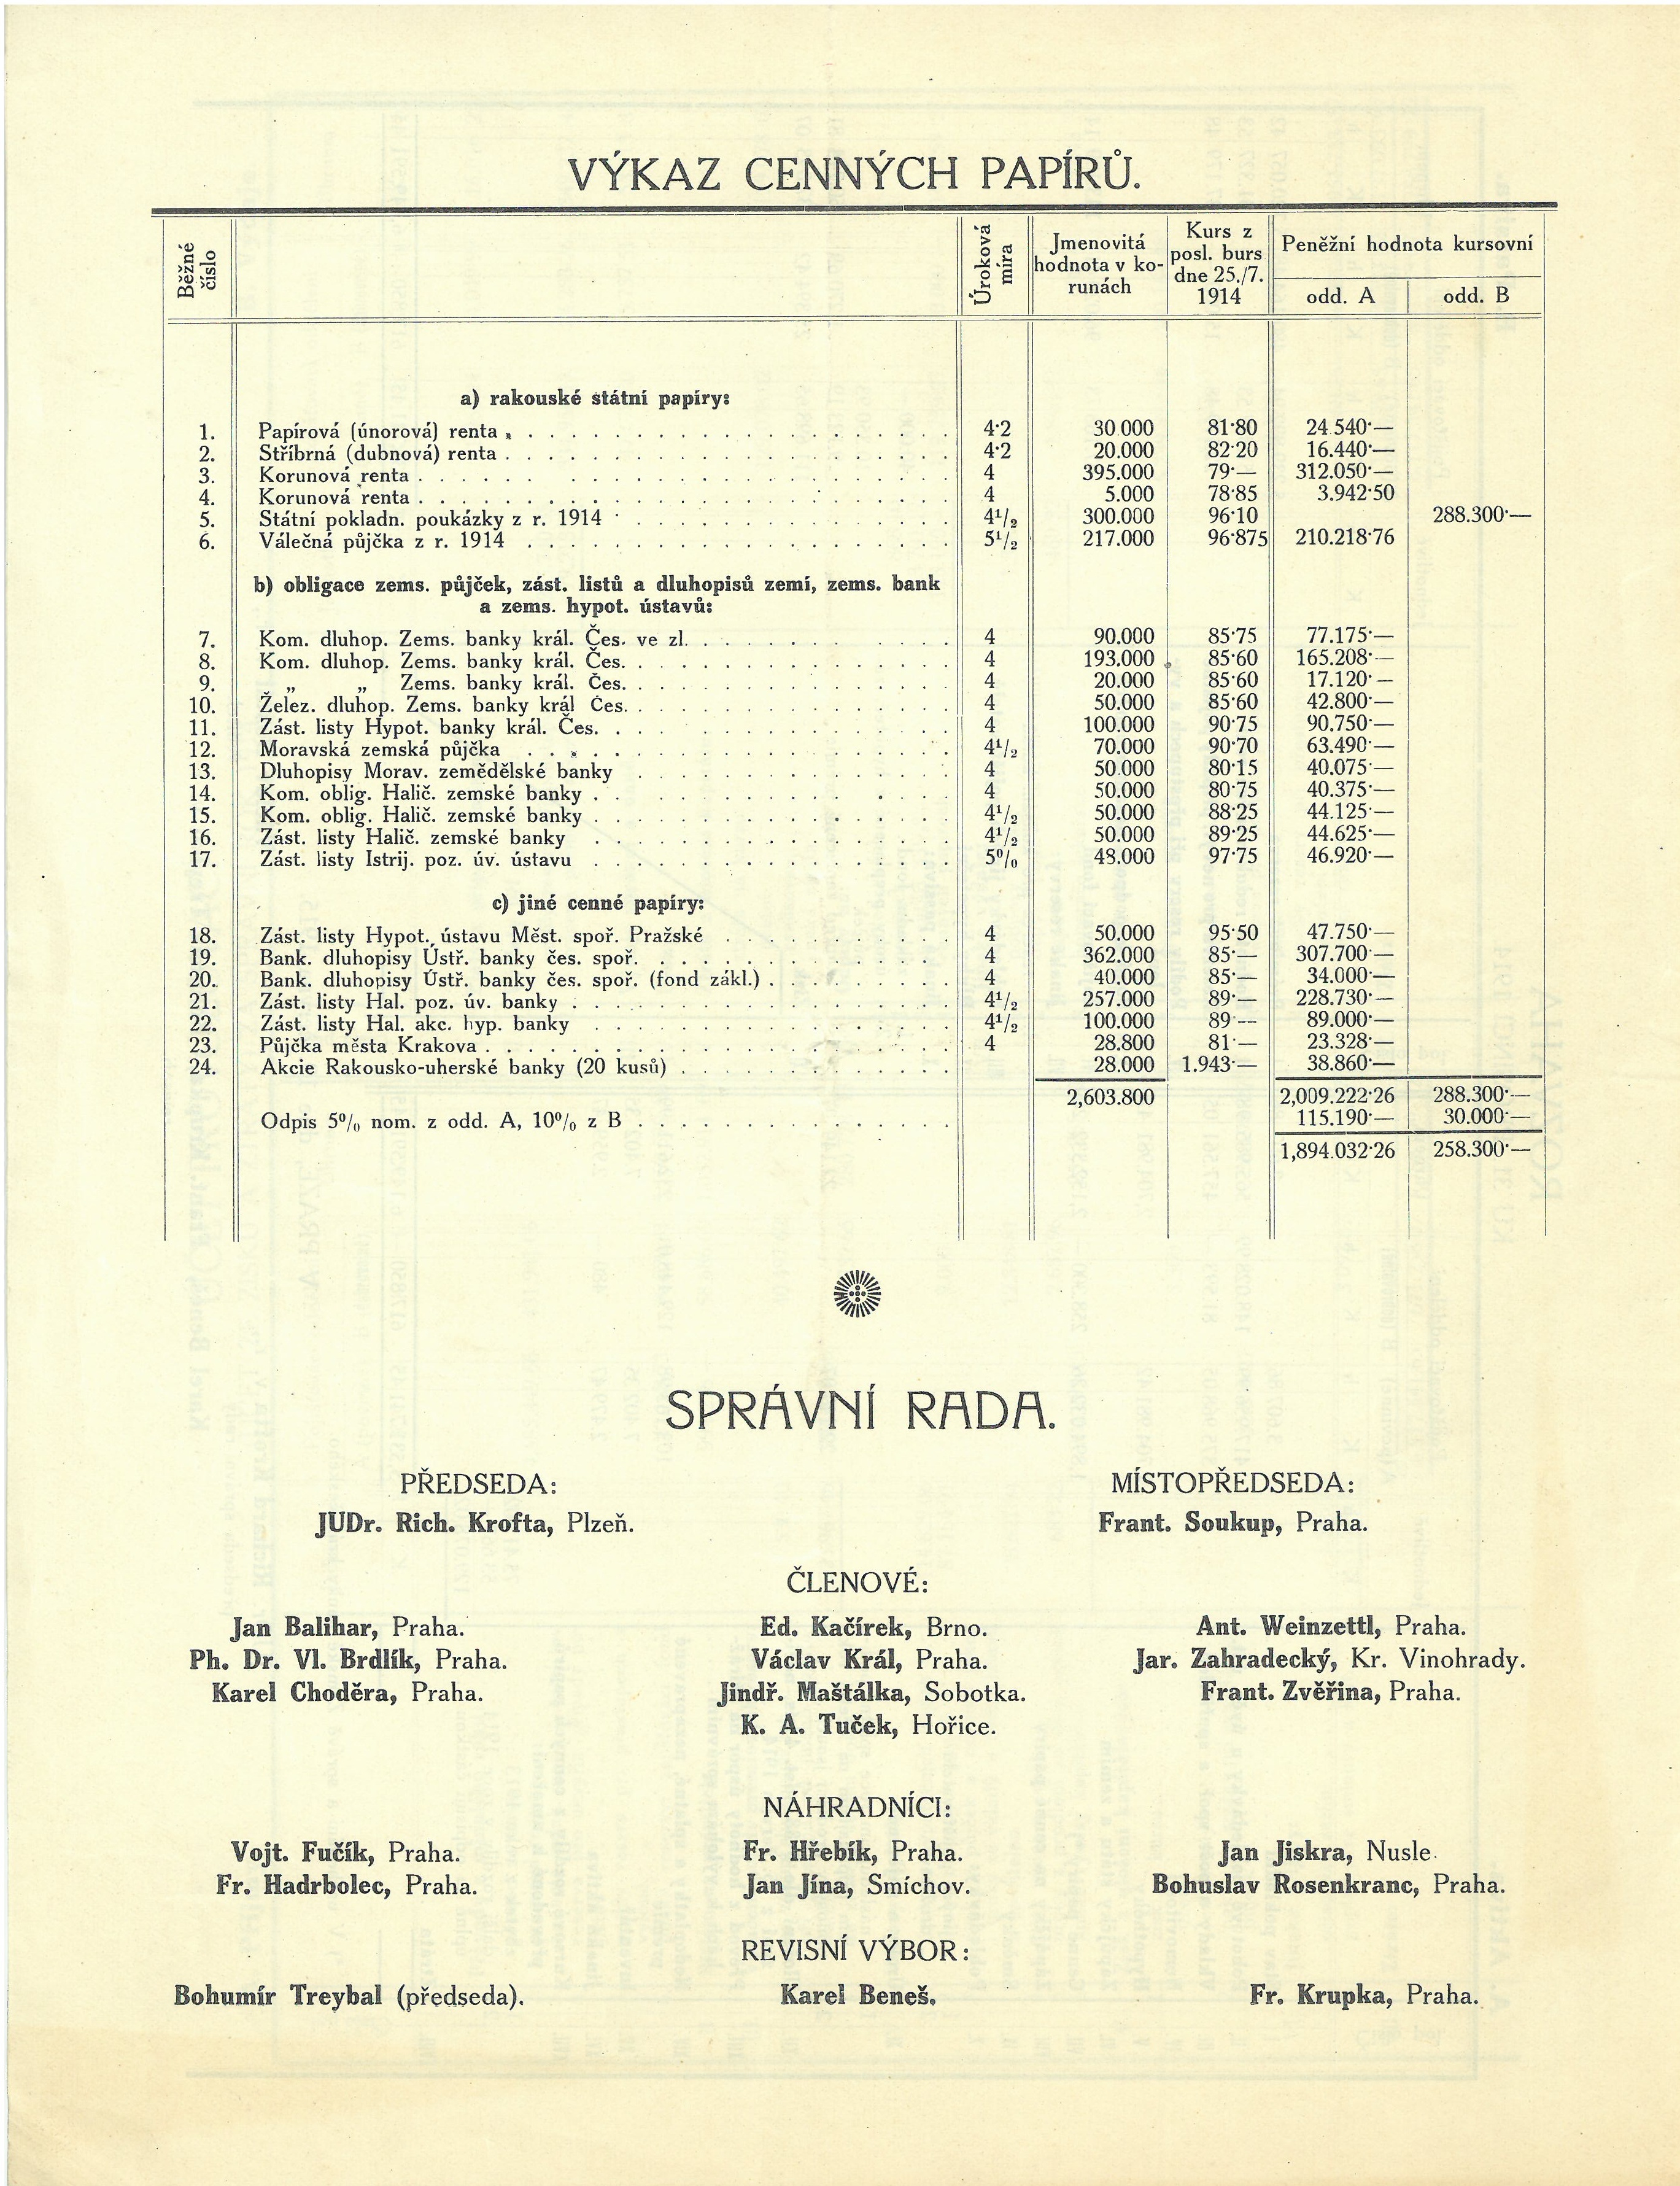 VÝKAZ CENNÝCH PAPÍRŮ.
Běžné číslo | Úroková míra | Jmenovitá hodnota v korunách | Kurs z posl. burs dne 25./7. 1914 | Peněžní hodnota kursovní
odd. A | odd. B
a) rakouské státní papíry:
1. Papírová (únorová) renta 4·2 30.000 81·80 24.540·—
2. Stříbrná (dubnová) renta 4·2 20.000 82·20 16.440·—
3. Korunová renta 4 395.000 79·— 312.050·—
4. Korunová renta 4 5.000 78·85 3.942·50
5. Státní pokladn. poukázky z r. 1914 4¹/₂ 300.000 96·10 288.300·—
6. Válečná půjčka z r. 1914 5¹/₂ 217.000 96·875 210.218·76
b) obligace zems. půjček, zást. listů a dluhopisů zemí, zems. bank
a zems. hypot. ústavů:
7. Kom. dluhop. Zems. banky král. Čes. ve zl. 4 90.000 85·75 77.175·—
8. Kom. dluhop. Zems. banky král. Čes. 4 193.000 85·60 165.208·—
9. „ „ Zems. banky král. Čes. 4 20.000 85·60 17.120·—
10. Želez. dluhop. Zems. banky král Čes. 4 50.000 85·60 42.800·—
11. Zást. listy Hypot. banky král. Čes. 4 100.000 90·75 90.750·—
12. Moravská zemská půjčka 4¹/₂ 70.000 90·70 63.490·—
13. Dluhopisy Morav. zemědělské banky 4 50.000 80·15 40.075·—
14. Kom. oblig. Halič. zemské banky 4 50.000 80·75 40.375·—
15. Kom. oblig. Halič. zemské banky 4¹/₂ 50.000 88·25 44.125·—
16. Zást. listy Halič. zemské banky 4¹/₂ 50.000 89·25 44.625·—
17. Zást. listy Istrij. poz. úv. ústavu 5% 48.000 97·75 46.920·—
c) jiné cenné papíry:
18. Zást. listy Hypot. ústavu Měst. spoř. Pražské 4 50.000 95·50 47.750·—
19. Bank. dluhopisy Ústř. banky čes. spoř. 4 362.000 85·— 307.700·—
20. Bank. dluhopisy Ústř. banky čes. spoř. (fond zákl.) 4 40.000 85·— 34.000·—
21. Zást. listy Hal. poz. úv. banky 4¹/₂ 257.000 89·— 228.730·—
22. Zást. listy Hal. akc. hyp. banky 4¹/₂ 100.000 89·— 89.000·—
23. Půjčka města Krakova 4 28.800 81·— 23.328·—
24. Akcie Rakousko-uherské banky (20 kusů) 28.000 1.943·— 38.860·—
2,603.800 2,009.222·26 288.300·—
Odpis 5% nom. z odd. A, 10% z B 115.190·— 30.000·—
1,894.032·26 258.300·—
SPRÁVNÍ RADA.
PŘEDSEDA: MÍSTOPŘEDSEDA:
JUDr. Rich. Krofta, Plzeň. Frant. Soukup, Praha.
ČLENOVÉ:
Jan Balihar, Praha. Ed. Kačírek, Brno. Ant. Weinzettl, Praha.
Ph. Dr. Vl. Brdlík, Praha. Václav Král, Praha. Jar. Zahradecký, Kr. Vinohrady.
Karel Choděra, Praha. Jindř. Maštálka, Sobotka. Frant. Zvěřina, Praha.
K. A. Tuček, Hořice.
NÁHRADNÍCI:
Vojt. Fučík, Praha. Fr. Hřebík, Praha. Jan Jiskra, Nusle.
Fr. Hadrbolec, Praha. Jan Jína, Smíchov. Bohuslav Rosenkranc, Praha.
REVISNÍ VÝBOR:
Bohumír Treybal (předseda). Karel Beneš. Fr. Krupka, Praha.